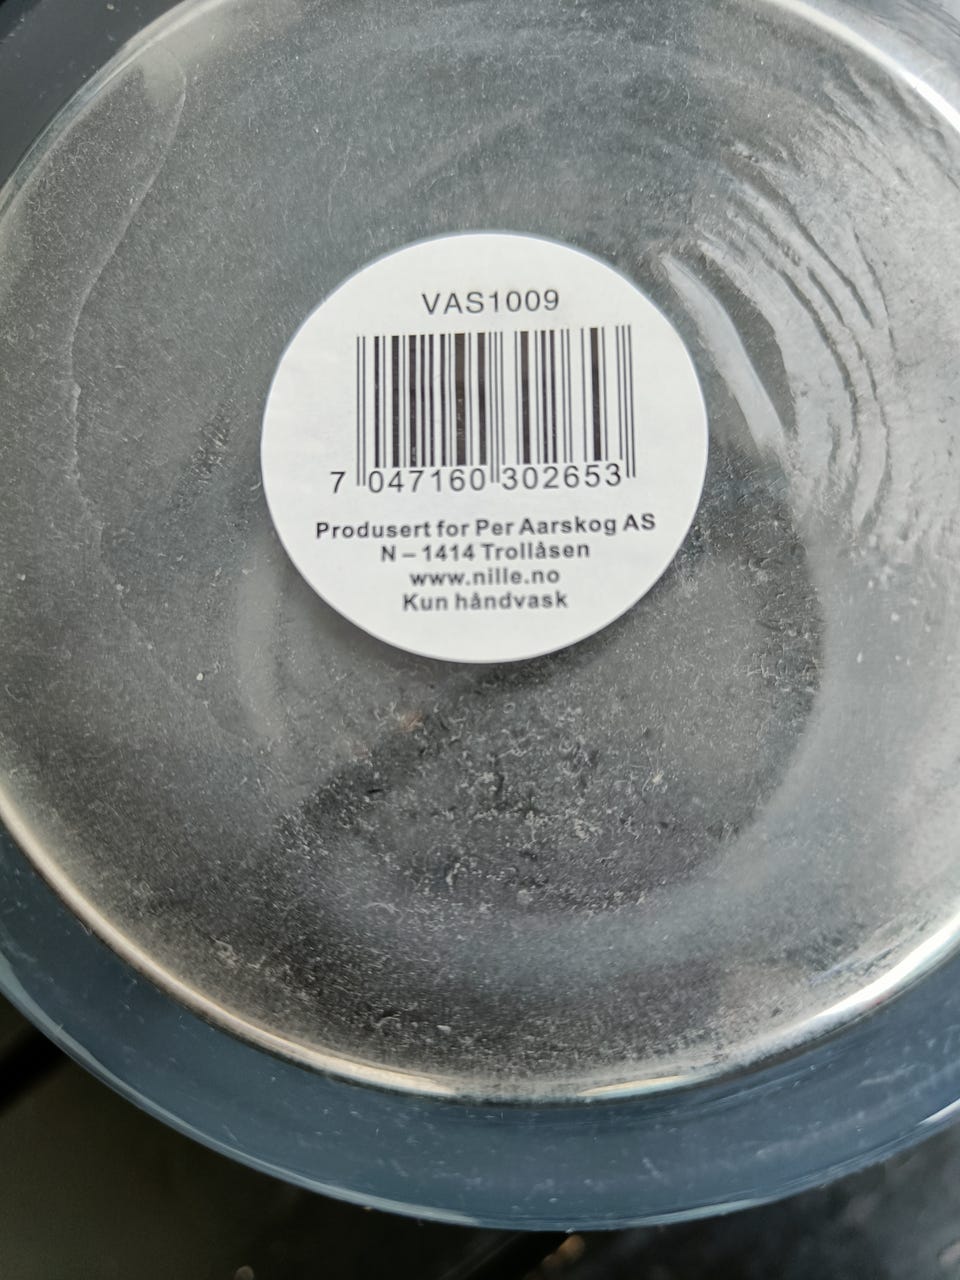 VAS1009
7 047160 302653
Produsert for Per Aarskog AS
N – 1414 Trollåsen
www.nille.no
Kun håndvask